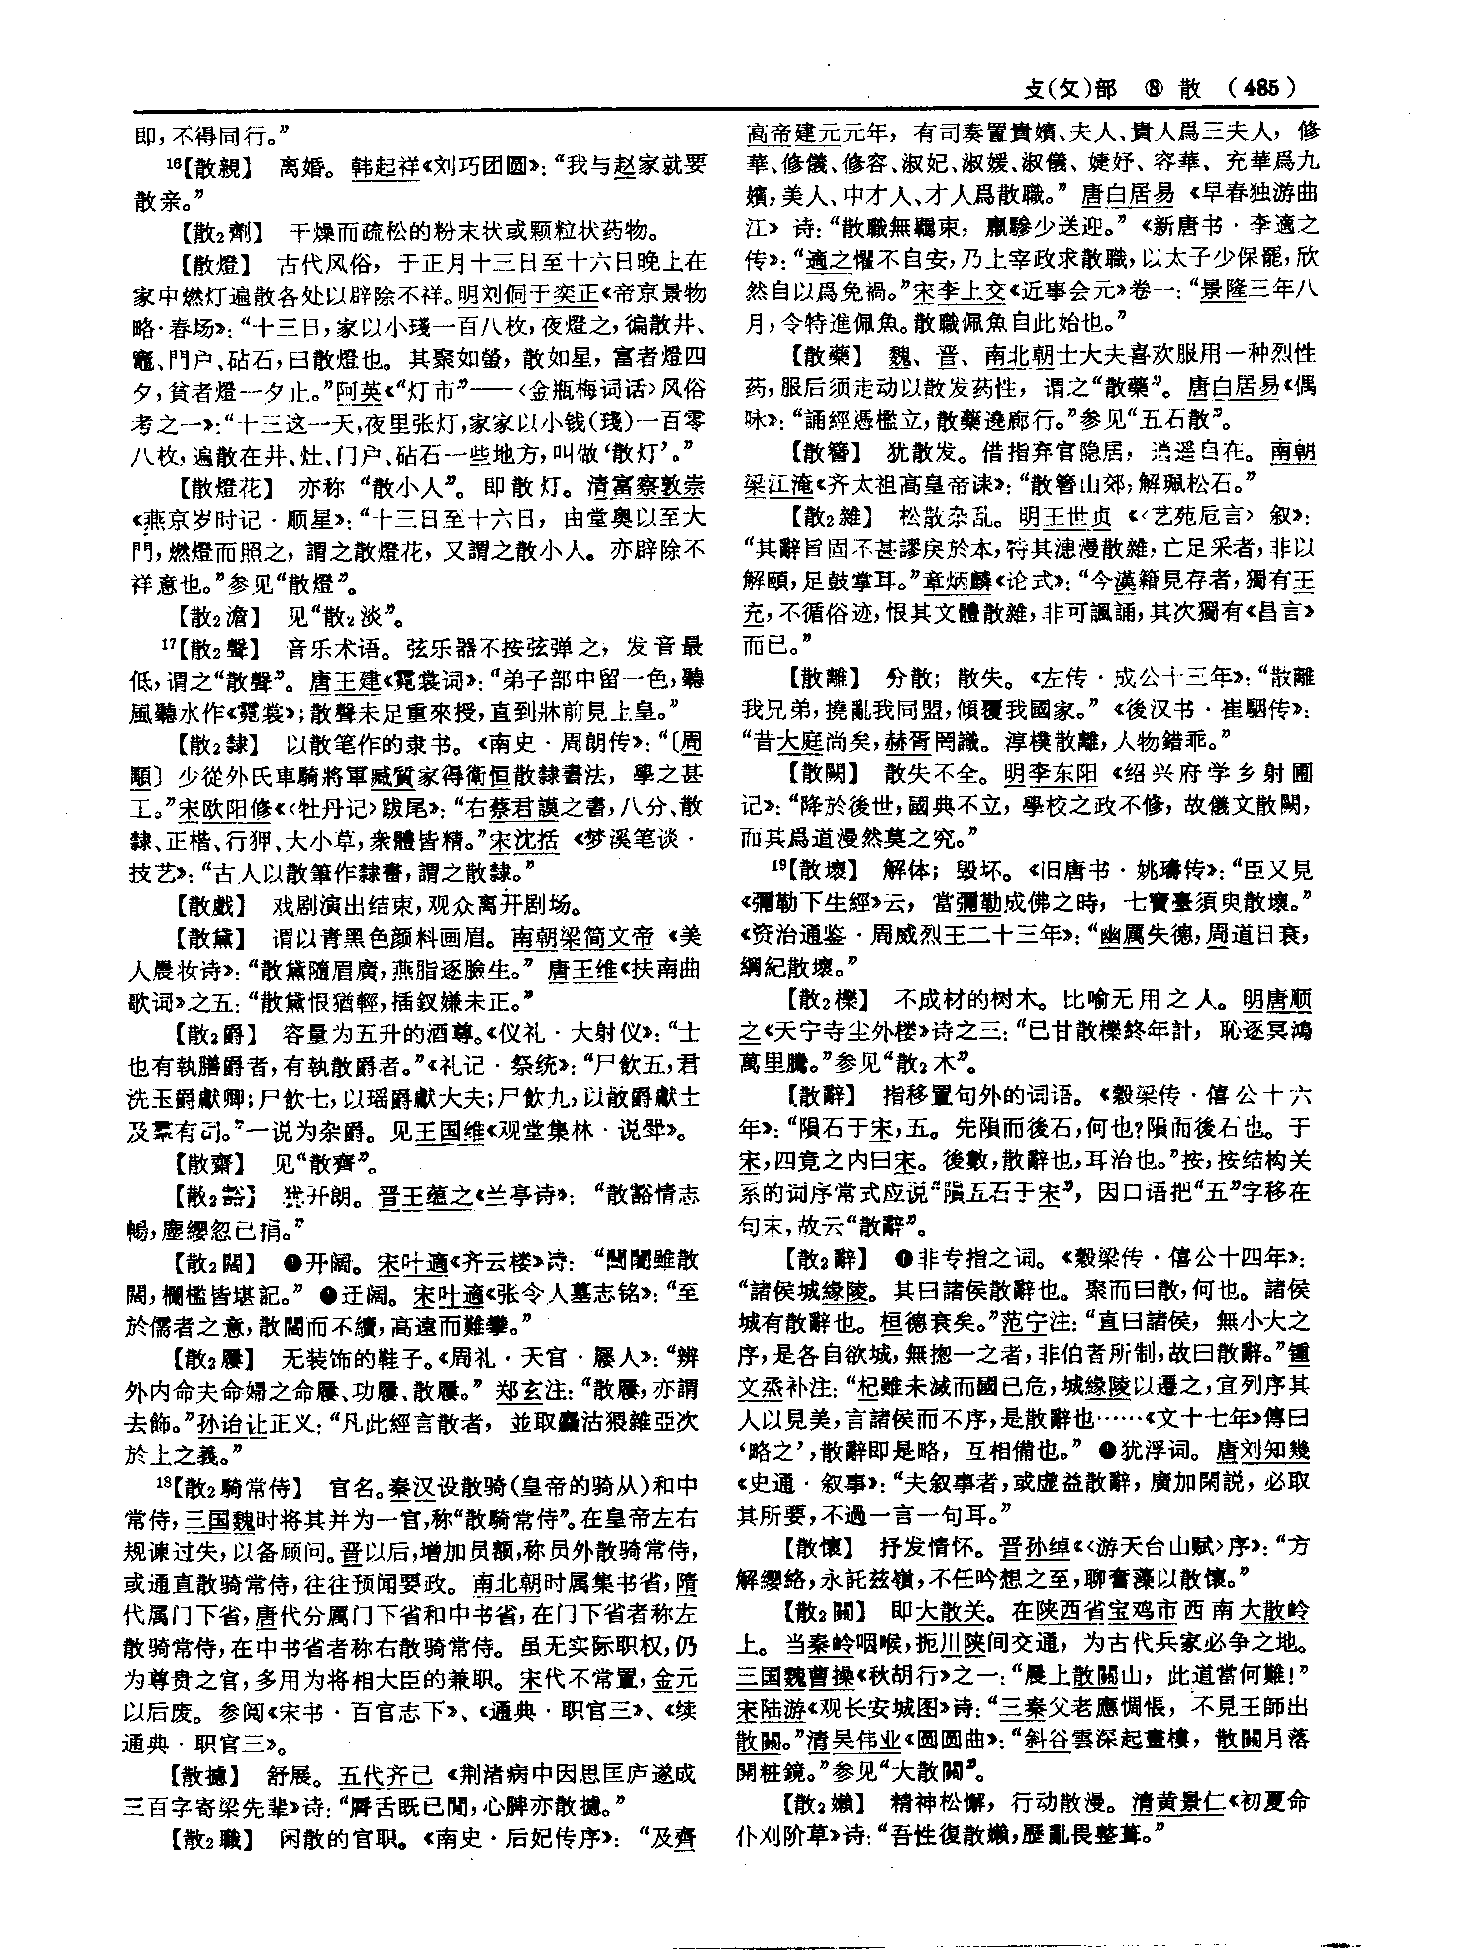 攴(攵)部 ⑧ 散 (485)
即,不得同行。”
¹⁶【散親】 离婚。韩起祥《刘巧团圆》:“我与赵家就要
散亲。”
【散₂劑】 干燥而疏松的粉末状或颗粒状药物。
【散燈】 古代风俗,于正月十三日至十六日晚上在
家中燃灯遍散各处以辟除不祥。明刘侗于奕正《帝京景物
略·春场》:“十三日,家以小琖一百八枚,夜燈之,徧散井、
竈、門户、砧石,曰散燈也。其聚如螢,散如星,富者燈四
夕,貧者燈一夕止。”阿英《“灯市”——〈金瓶梅词话〉风俗
考之一》:“十三这一天,夜里张灯,家家以小钱(琖)一百零
八枚,遍散在井、灶、门户、砧石一些地方,叫做‘散灯’。”
【散燈花】 亦称“散小人”。即散灯。清富察敦崇
《燕京岁时记·顺星》:“十三日至十六日,由堂奥以至大
門,燃燈而照之,謂之散燈花,又謂之散小人。亦辟除不
祥意也。”参见“散燈”。
【散₂澹】 见“散₂淡”。
¹⁷【散₂聲】 音乐术语。弦乐器不按弦弹之,发音最
低,谓之“散聲”。唐王建《霓裳词》:“弟子部中留一色,聽
風聽水作《霓裳》;散聲未足重來授,直到牀前見上皇。”
【散₂隸】 以散笔作的隶书。《南史·周朗传》:“〔周
顒〕少從外氏車騎將軍臧質家得衛恒散隸書法,學之甚
工。”宋欧阳修《〈牡丹记〉跋尾》:“右蔡君謨之書,八分、散
隸、正楷、行狎、大小草,衆體皆精。”宋沈括《梦溪笔谈·
技艺》:“古人以散筆作隸書,謂之散隸。”
【散戲】 戏剧演出结束,观众离开剧场。
【散黛】 谓以青黑色颜料画眉。南朝梁简文帝《美
人晨妆诗》:“散黛隨眉廣,燕脂逐臉生。”唐王维《扶南曲
歌词》之五:“散黛恨猶輕,插釵嫌未正。”
【散₂爵】 容量为五升的酒尊。《仪礼·大射仪》:“士
也有執膳爵者,有執散爵者。”《礼记·祭统》:“尸飲五,君
洗玉爵獻卿;尸飲七,以瑶爵獻大夫;尸飲九,以散爵獻士
及羣有司。”一说为杂爵。见王国维《观堂集林·说斝》。
【散齋】 见“散齊”。
【散₂豁】 犹开朗。晋王蕴之《兰亭诗》:“散豁情志
暢,塵纓忽已捐。”
【散₂闊】 ❶开阔。宋叶適《齐云楼》诗:“闉闍雖散
闊,欄檻皆堪記。” ❷迂阔。宋叶適《张令人墓志铭》:“至
於儒者之意,散闊而不續,高遠而難攀。”
【散₂屨】 无装饰的鞋子。《周礼·天官·屨人》:“辨
外内命夫命婦之命屨、功屨、散屨。”郑玄注:“散屨,亦謂
去飾。”孙诒让正义:“凡此經言散者,並取麤沽猥雜亞次
於上之義。”
¹⁸【散₂騎常侍】 官名。秦汉设散骑(皇帝的骑从)和中
常侍,三国魏时将其并为一官,称“散騎常侍”。在皇帝左右
规谏过失,以备顾问。晋以后,增加员额,称员外散骑常侍,
或通直散骑常侍,往往预闻要政。南北朝时属集书省,隋
代属门下省,唐代分属门下省和中书省,在门下省者称左
散骑常侍,在中书省者称右散骑常侍。虽无实际职权,仍
为尊贵之官,多用为将相大臣的兼职。宋代不常置,金元
以后废。参阅《宋书·百官志下》、《通典·职官三》、《续
通典·职官三》。
【散摅】 舒展。五代齐己《荆渚病中因思匡庐遂成
三百字寄梁先辈》诗:“脣舌既已閒,心脾亦散摅。”
【散₂職】 闲散的官职。《南史·后妃传序》:“及齊
高帝建元元年,有司奏置貴嬪、夫人、貴人爲三夫人,修
華、修儀、修容、淑妃、淑媛、淑儀、婕妤、容華、充華爲九
嬪,美人、中才人、才人爲散職。”唐白居易《早春独游曲
江》诗:“散職無羈束,羸驂少送迎。”《新唐书·李適之
传》:“適之懼不自安,乃上宰政求散職,以太子少保罷,欣
然自以爲免禍。”宋李上交《近事会元》卷一:“景隆三年八
月,令特進佩魚。散職佩魚自此始也。”
【散藥】 魏、晋、南北朝士大夫喜欢服用一种烈性
药,服后须走动以散发药性,谓之“散藥”。唐白居易《偶
咏》:“誦經憑檻立,散藥遶廊行。”参见“五石散”。
【散簪】 犹散发。借指弃官隐居,逍遥自在。南朝
梁江淹《齐太祖高皇帝诔》:“散簪山郊,解珮松石。”
【散₂雜】 松散杂乱。明王世贞《〈艺苑卮言〉叙》:
“其辭旨固不甚謬戾於本,特其漶漫散雜,亡足采者,非以
解頤,足鼓掌耳。”章炳麟《论式》:“今漢籍見存者,獨有王
充,不循俗迹,恨其文體散雜,非可諷誦,其次獨有《昌言》
而已。”
【散離】 分散;散失。《左传·成公十三年》:“散離
我兄弟,撓亂我同盟,傾覆我國家。”《後汉书·崔駰传》:
“昔大庭尚矣,赫胥罔識。淳樸散離,人物錯乖。”
【散闕】 散失不全。明李东阳《绍兴府学乡射圃
记》:“降於後世,國典不立,學校之政不修,故儀文散闕,
而其爲道漫然莫之究。”
¹⁹【散壞】 解体;毁坏。《旧唐书·姚璹传》:“臣又見
《彌勒下生經》云,當彌勒成佛之時,七寶臺須臾散壞。”
《资治通鉴·周威烈王二十三年》:“幽厲失德,周道日衰,
綱紀散壞。”
【散₂櫟】 不成材的树木。比喻无用之人。明唐顺
之《天宁寺尘外楼》诗之三:“已甘散櫟終年計,恥逐冥鴻
萬里騰。”参见“散₂木”。
【散辭】 指移置句外的词语。《穀梁传·僖公十六
年》:“隕石于宋,五。先隕而後石,何也?隕而後石也。于
宋,四竟之内曰宋。後數,散辭也,耳治也。”按,按结构关
系的词序常式应说“隕五石于宋”,因口语把“五”字移在
句末,故云“散辭”。
【散₂辭】 ❶非专指之词。《穀梁传·僖公十四年》:
“諸侯城緣陵。其曰諸侯散辭也。聚而曰散,何也。諸侯
城有散辭也。桓德衰矣。”范宁注:“直曰諸侯,無小大之
序,是各自欲城,無揔一之者,非伯者所制,故曰散辭。”鍾
文烝补注:“杞雖未滅而國已危,城緣陵以遷之,宜列序其
人以見美,言諸侯而不序,是散辭也……《文十七年》傳曰
‘略之’,散辭即是略,互相備也。” ❷犹浮词。唐刘知幾
《史通·叙事》:“夫叙事者,或虚益散辭,廣加閑説,必取
其所要,不過一言一句耳。”
【散懷】 抒发情怀。晋孙绰《〈游天台山赋〉序》:“方
解纓絡,永託兹嶺,不任吟想之至,聊奮藻以散懷。”
【散₂關】 即大散关。在陕西省宝鸡市西南大散岭
上。当秦岭咽喉,扼川陕间交通,为古代兵家必争之地。
三国魏曹操《秋胡行》之一:“晨上散關山,此道當何難!”
宋陆游《观长安城图》诗:“三秦父老應惆悵,不見王師出
散關。”清吴伟业《圆圆曲》:“斜谷雲深起畫樓,散關月落
開粧鏡。”参见“大散關”。
【散₂嬾】 精神松懈,行动散漫。清黄景仁《初夏命
仆刈阶草》诗:“吾性復散嬾,歷亂畏整葺。”